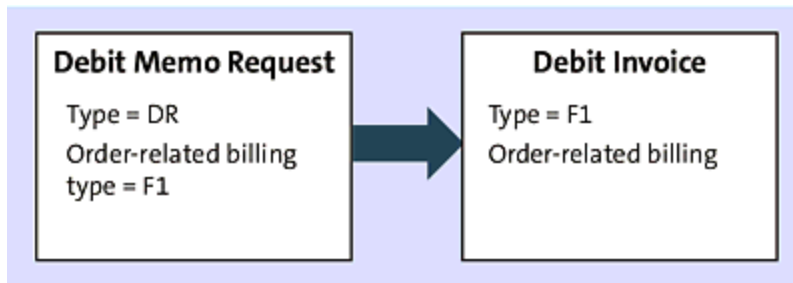 Debit Memo Request
Type = DR
Order-related billing
type = F1
Debit Invoice
Type = F1
Order-related billing